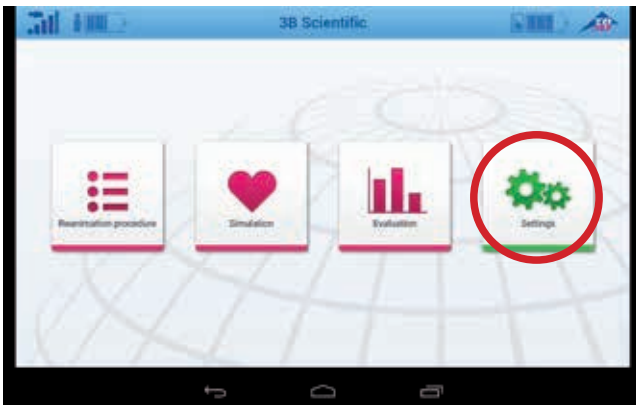 3B Scientific
Reanimation procedure
Simulation
Evaluation
Settings